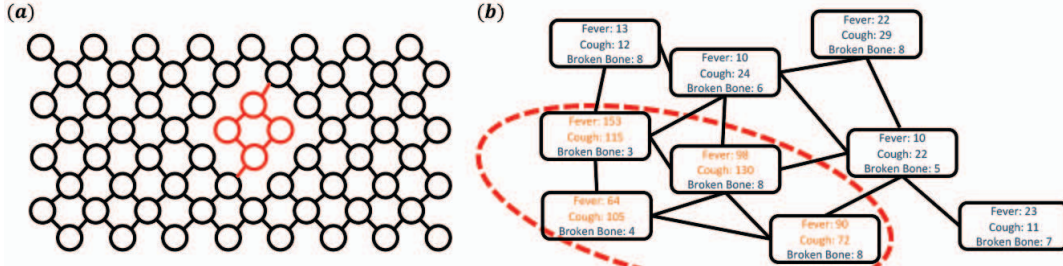 (a)
(b)
Fever: 13
Cough: 12
Broken Bone: 8
Fever: 10
Cough: 24
Broken Bone: 6
Fever: 22
Cough: 29
Broken Bone: 8
Fever: 153
Cough: 115
Broken Bone: 3
Fever: 98
Cough: 130
Broken Bone: 8
Fever: 10
Cough: 22
Broken Bone: 5
Fever: 64
Cough: 105
Broken Bone: 4
Fever: 90
Cough: 72
Broken Bone: 8
Fever: 23
Cough: 11
Broken Bone: 7